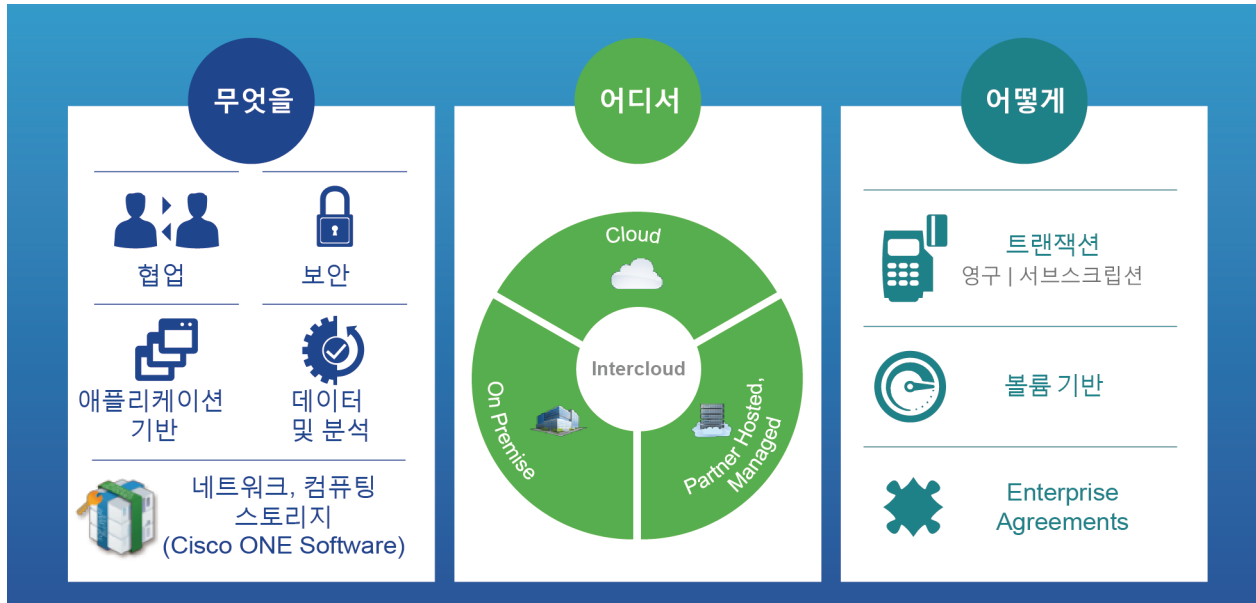 무엇을
협업
보안
애플리케이션
기반
데이터
및 분석
네트워크, 컴퓨팅
스토리지
(Cisco ONE Software)
어디서
Cloud
Intercloud
On Premise
Partner Hosted,
Managed
어떻게
트랜잭션
영구 | 서브스크립션
볼륨 기반
Enterprise
Agreements